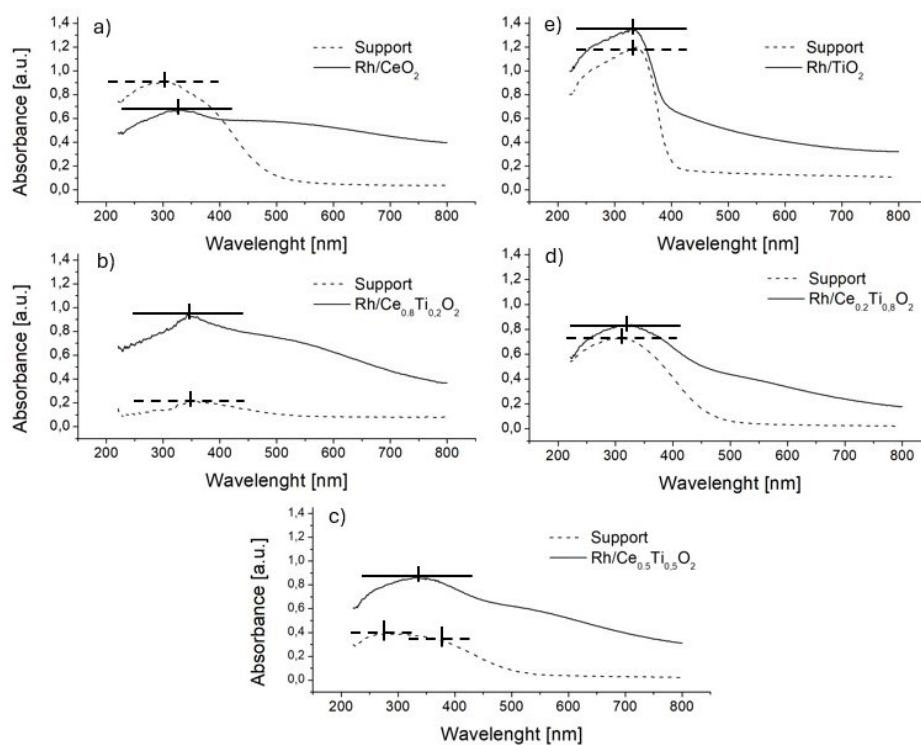 a)
1,4
1,2
1,0
0,8
0,6
0,4
0,2
0,0
Absorbance [a.u.]
Support
Rh/CeO2
200 300 400 500 600 700 800
Wavelenght [nm]
e)
1,4
1,2
1,0
0,8
0,6
0,4
0,2
0,0
Absorbance [a.u.]
Support
Rh/TiO2
200 300 400 500 600 700 800
Wavelenght [nm]
b)
1,4
1,2
1,0
0,8
0,6
0,4
0,2
0,0
Absorbance [a.u.]
Support
Rh/Ce0.8Ti0,2O2
200 300 400 500 600 700 800
Wavelenght [nm]
d)
1,4
1,2
1,0
0,8
0,6
0,4
0,2
0,0
Absorbance [a.u.]
Support
Rh/Ce0.2Ti0,8O2
200 300 400 500 600 700 800
Wavelenght [nm]
c)
1,4
1,2
1,0
0,8
0,6
0,4
0,2
0,0
Absorbance [a.u.]
Support
Rh/Ce0.5Ti0,5O2
200 300 400 500 600 700 800
Wavelenght [nm]